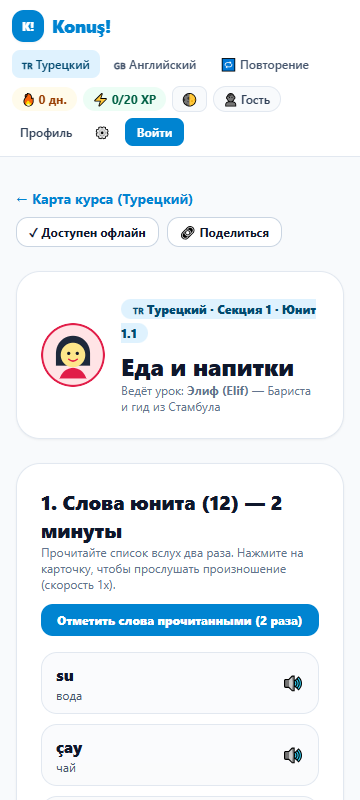 K! Konuş!
TR Турецкий GB Английский Повторение
0 дн. 0/20 XP Гость
Профиль Войти
← Карта курса (Турецкий)
✓ Доступен офлайн Поделиться
TR Турецкий · Секция 1 · Юнит
1.1
Еда и напитки
Ведёт урок: Элиф (Elif) — Бариста
и гид из Стамбула
1. Слова юнита (12) — 2
минуты
Прочитайте список вслух два раза. Нажмите на
карточку, чтобы прослушать произношение
(скорость 1x).
Отметить слова прочитанными (2 раза)
su
вода
çay
чай